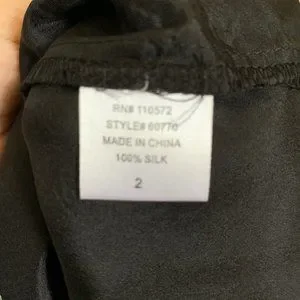 RN# 110572
STYLE# 60770
MADE IN CHINA
100% SILK
2